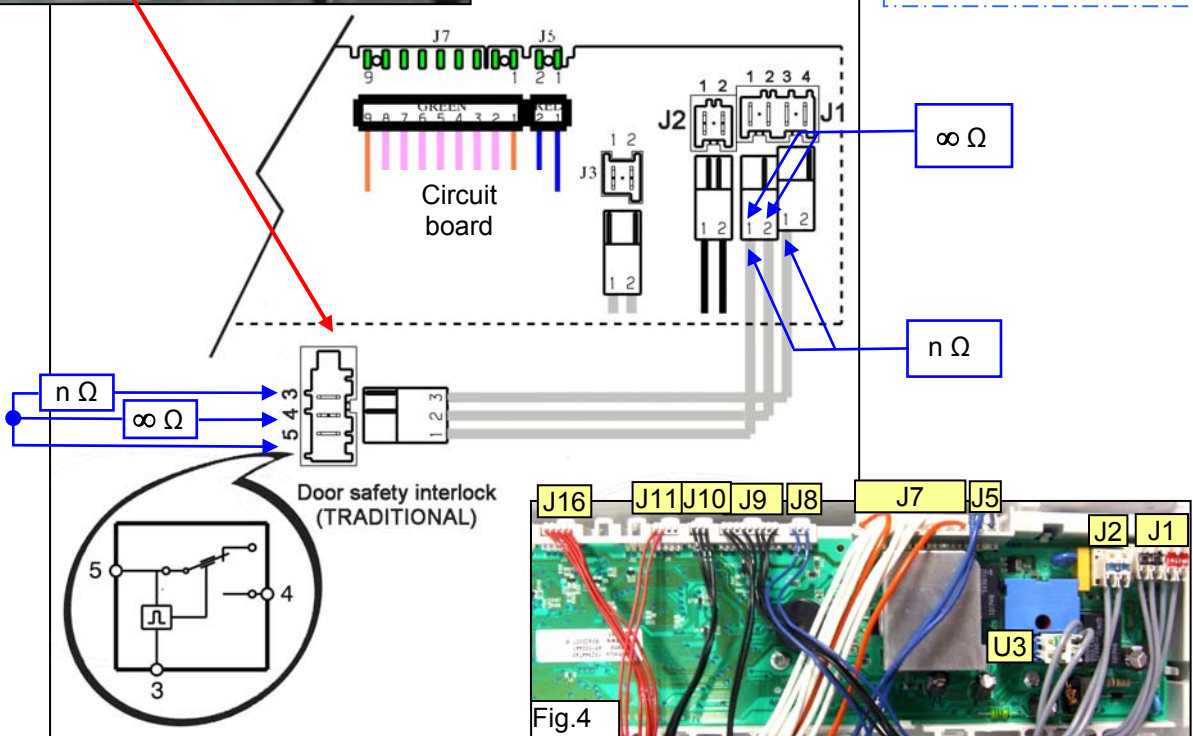 J7
J5
9
1
2 1
GREEN
RED
9 8 7 6 5 4 3 2 1
2 1
Circuit
board
1 2
J3
1 2
1 2
J2
1 2
1 2 3 4
J1
1 2
1 2
∞ Ω
n Ω
n Ω
∞ Ω
3
4
5
3
2
1
Door safety interlock
(TRADITIONAL)
5
4
3
J16
J11
J10
J9
J8
J7
J5
J2
J1
U3
Fig.4